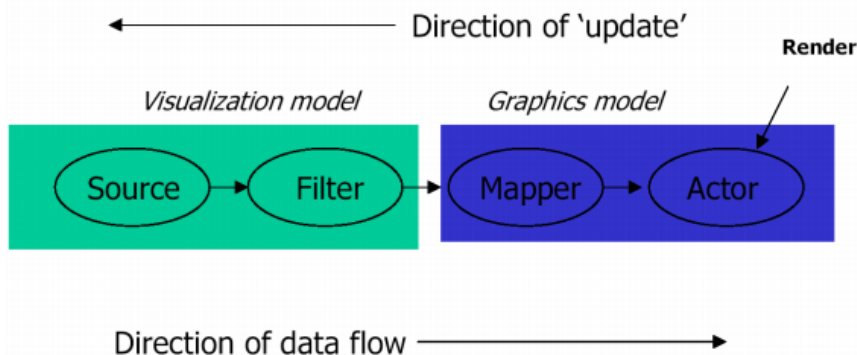 Direction of ‘update’
Render
Visualization model
Graphics model
Source
Filter
Mapper
Actor
Direction of data flow